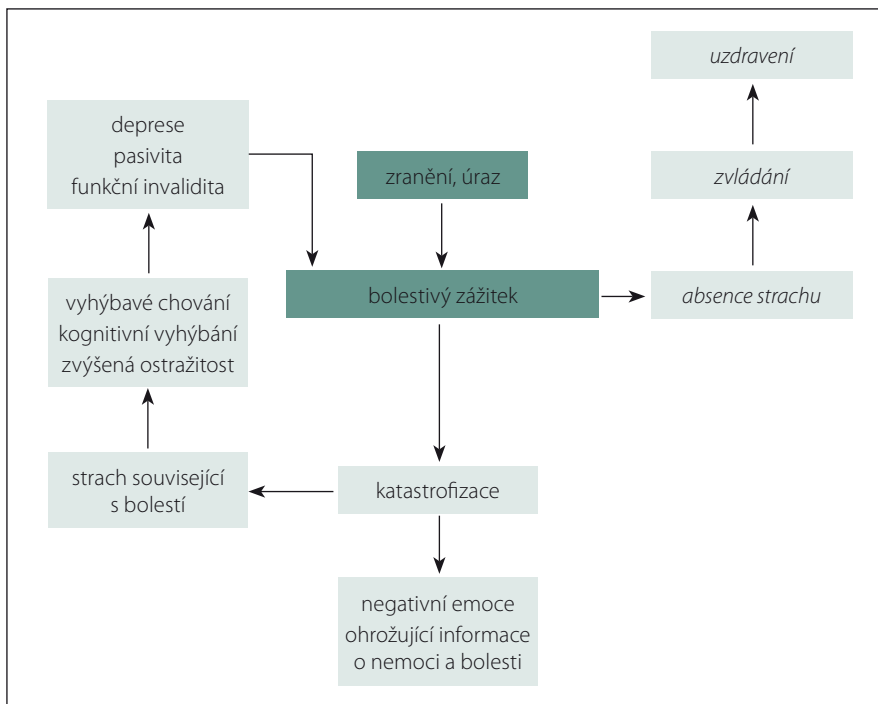 uzdravení
deprese
pasivita
funkční invalidita
zranění, úraz
zvládání
bolestivý zážitek
absence strachu
vyhýbavé chování
kognitivní vyhýbání
zvýšená ostražitost
strach související
s bolestí
katastrofizace
negativní emoce
ohrožující informace
o nemoci a bolesti